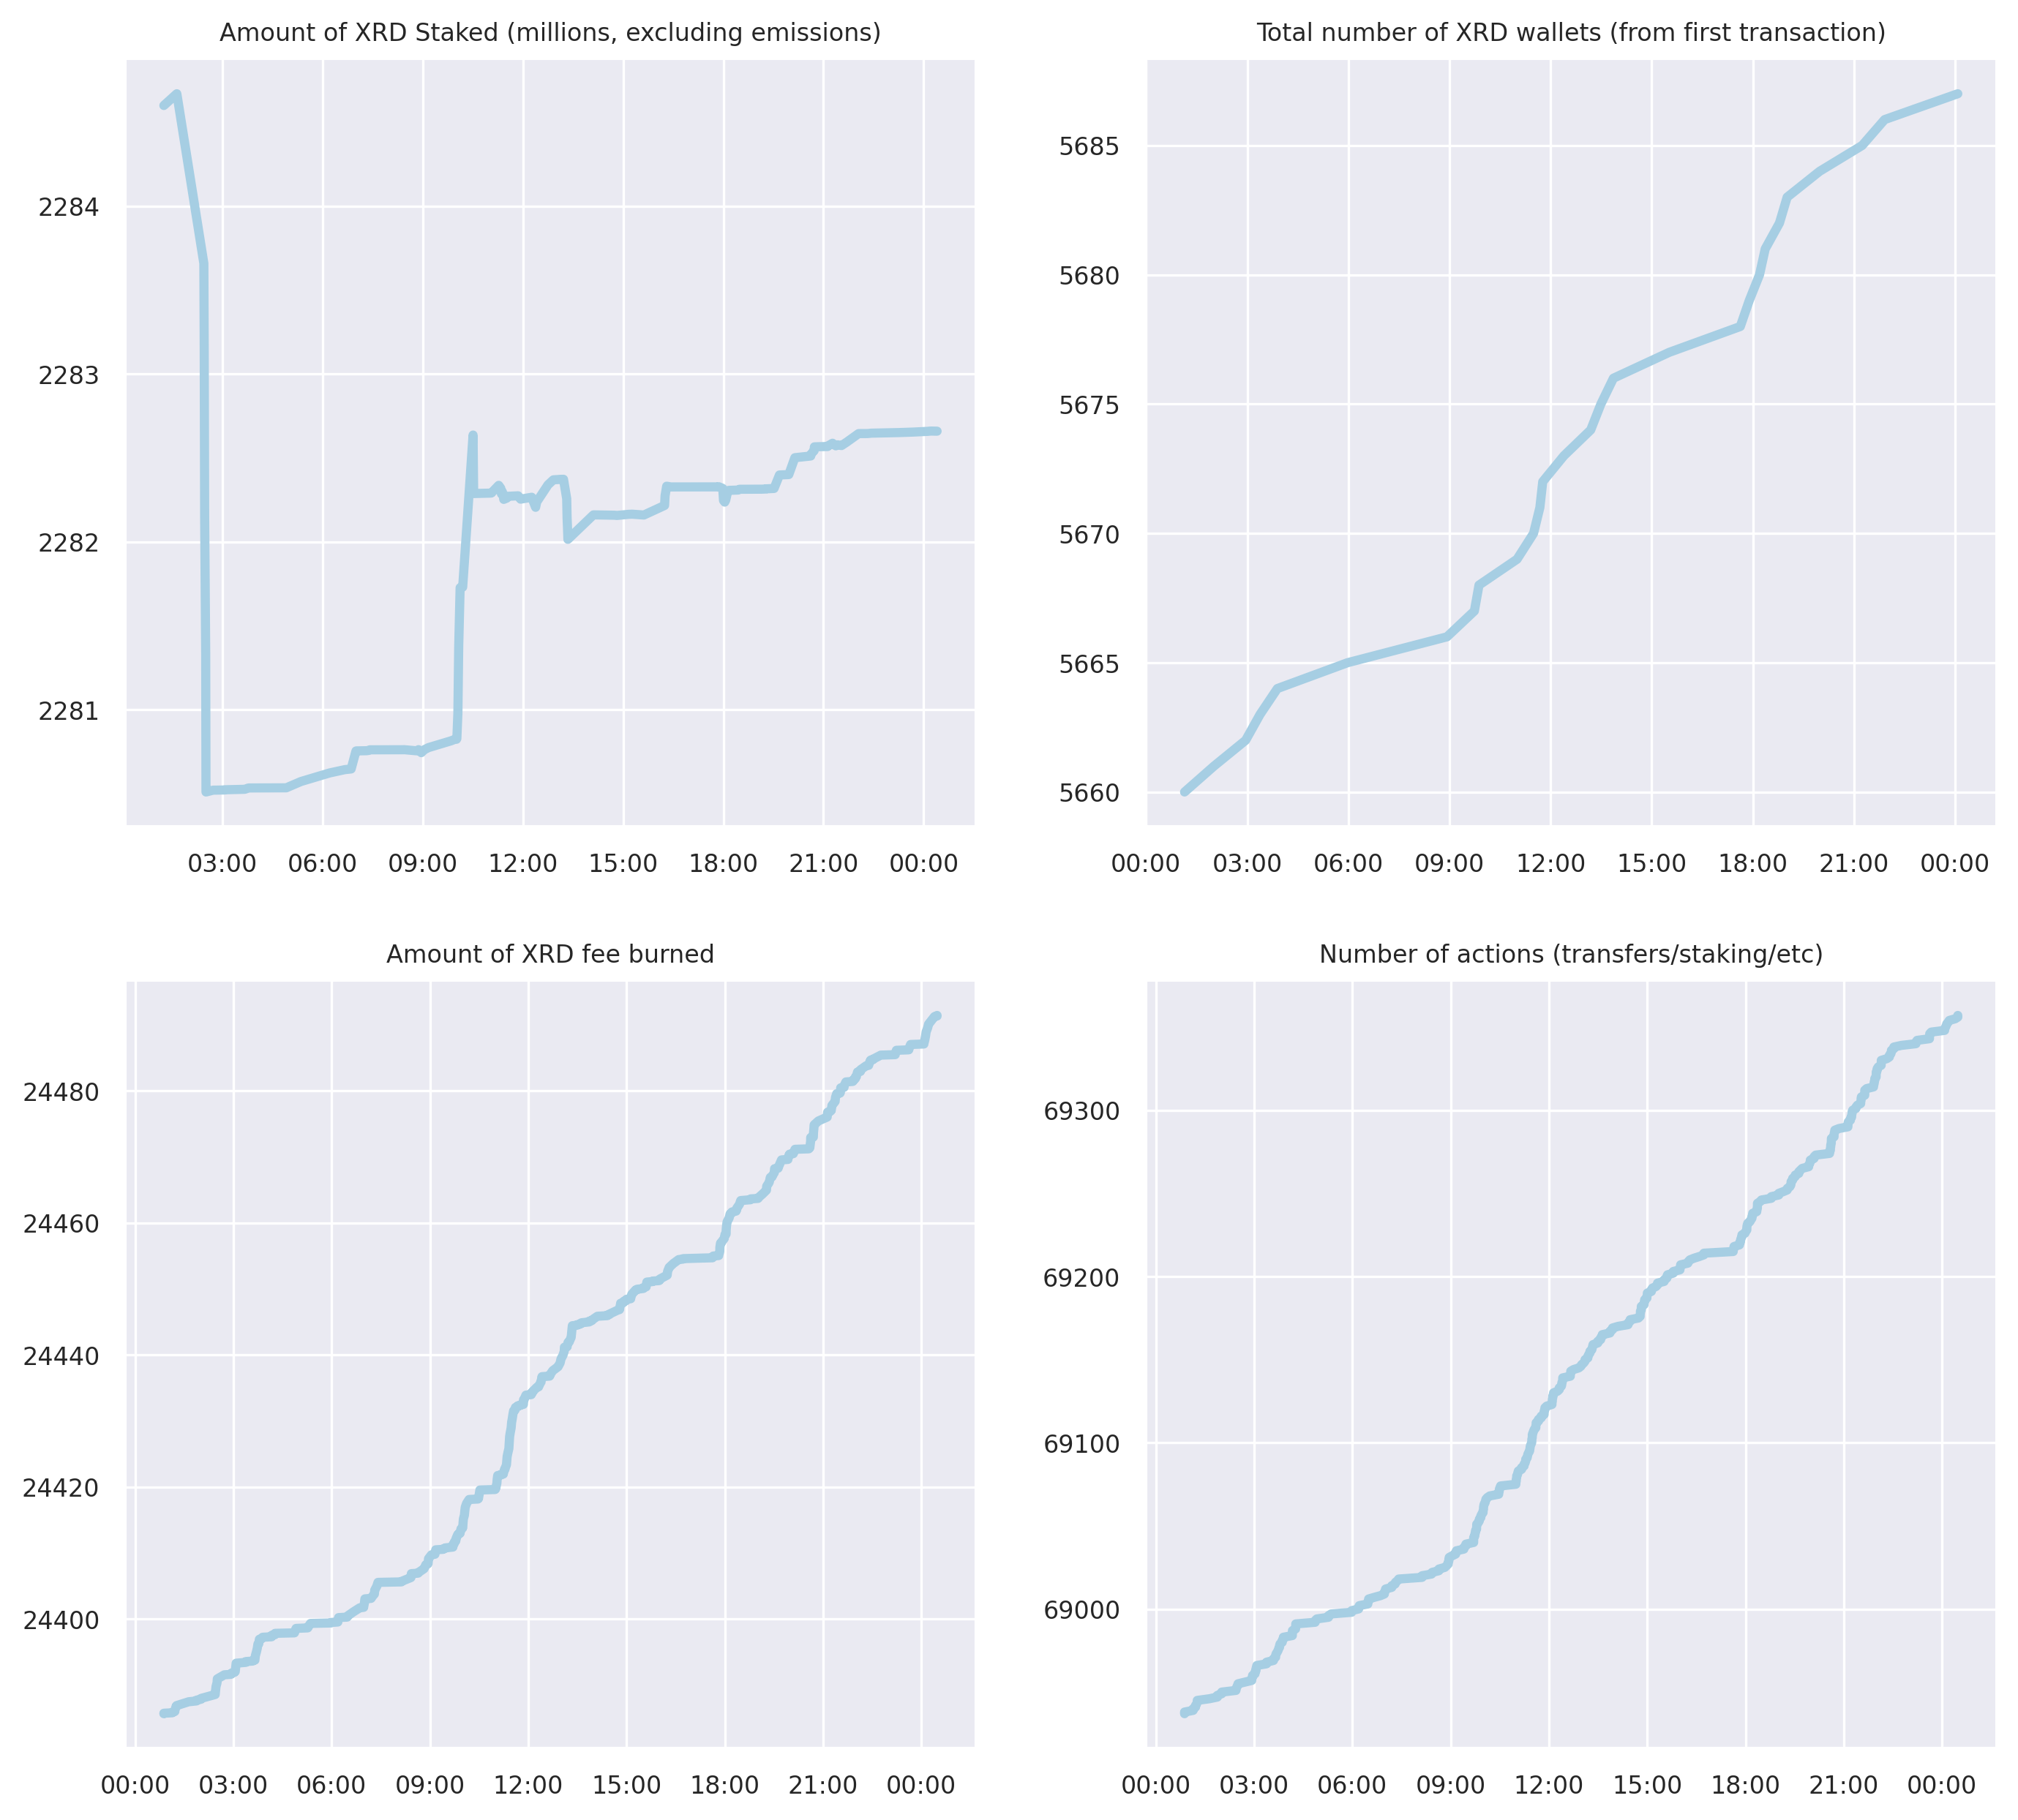 Amount of XRD Staked (millions, excluding emissions)
2284
2283
2282
2281
03:00 06:00 09:00 12:00 15:00 18:00 21:00 00:00
Total number of XRD wallets (from first transaction)
5685
5680
5675
5670
5665
5660
00:00 03:00 06:00 09:00 12:00 15:00 18:00 21:00 00:00
Amount of XRD fee burned
24480
24460
24440
24420
24400
00:00 03:00 06:00 09:00 12:00 15:00 18:00 21:00 00:00
Number of actions (transfers/staking/etc)
69300
69200
69100
69000
00:00 03:00 06:00 09:00 12:00 15:00 18:00 21:00 00:00